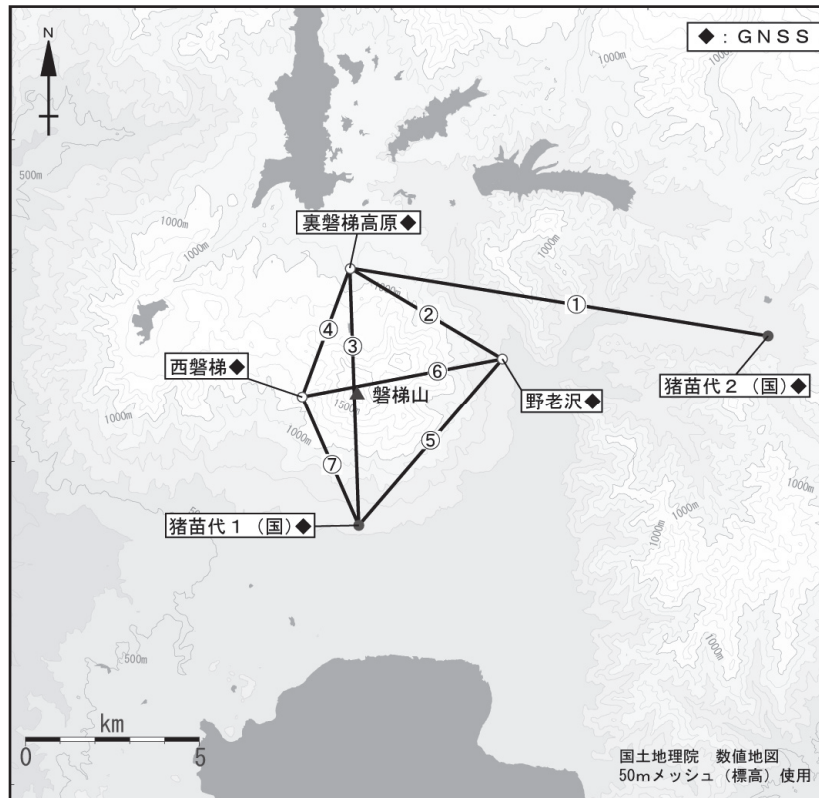 N
◆：GNSS
500m
1000m
裏磐梯高原◆
1000m
1000m
1000m
①
②
④
③
猪苗代2（国）◆
西磐梯◆
⑥
磐梯山
野老沢◆
1500m
1000m
1000m
⑤
⑦
1000m
1000m
1000m
猪苗代1（国）◆
1000m
500m
km
0
5
国土地理院　数値地図
50mメッシュ（標高）使用